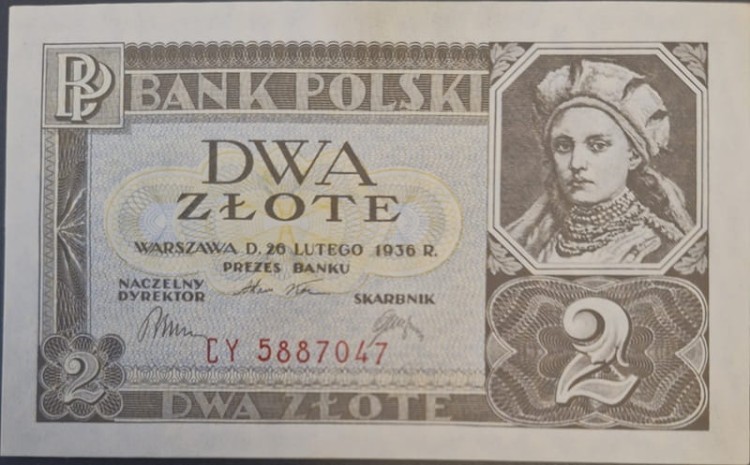 BP
BANK POLSKI
DWA
ZŁOTE
WARSZAWA D. 26 LUTEGO 1936 R.
PREZES BANKU
NACZELNY
DYREKTOR
SKARBNIK
CY 5887047
2
2
DWA ZŁOTE